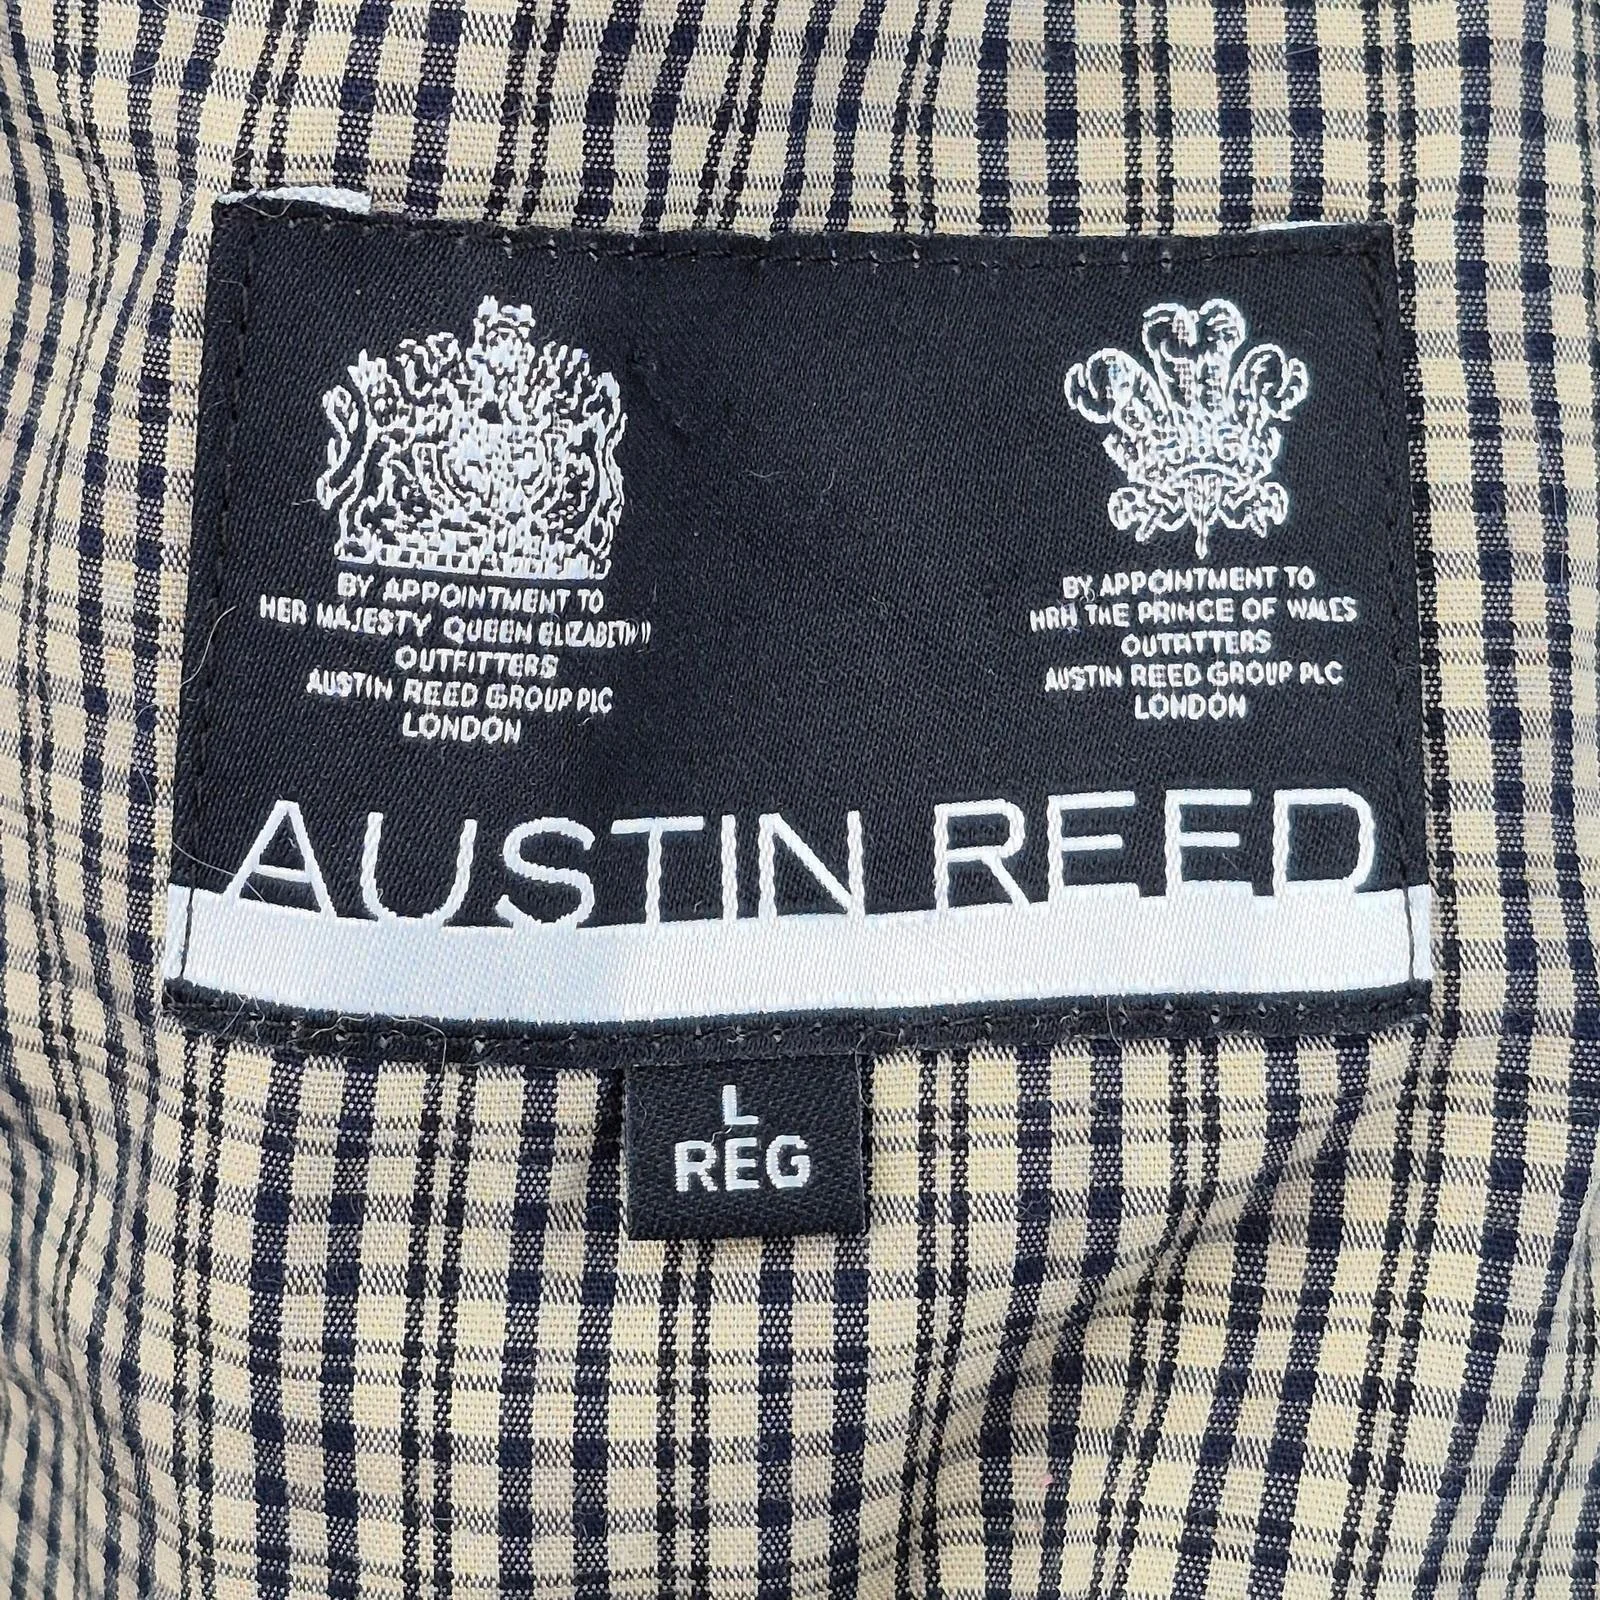 BY APPOINTMENT TO
HER MAJESTY QUEEN ELIZABETH II
OUTFITTERS
AUSTIN REED GROUP PLC
LONDON
BY APPOINTMENT TO
HRH THE PRINCE OF WALES
OUTFITTERS
AUSTIN REED GROUP PLC
LONDON
AUSTIN REED
L
REG